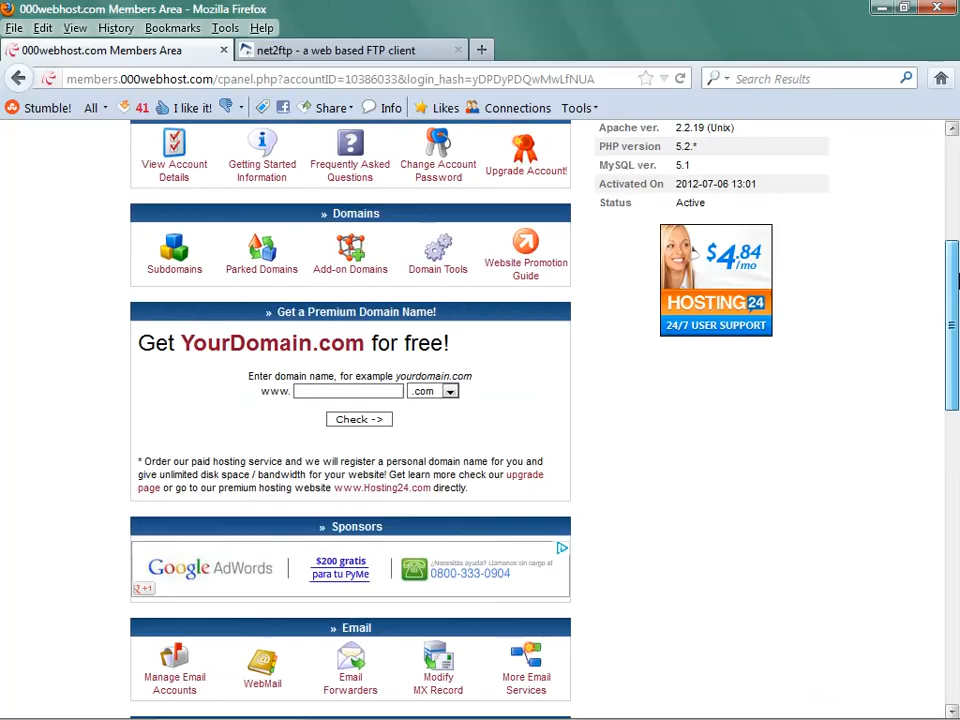 000webhost.com Members Area - Mozilla Firefox
File Edit View History Bookmarks Tools Help
000webhost.com Members Area × net2ftp - a web based FTP client × +
members.000webhost.com/cpanel.php?accountID=10386033&login_hash=yDPDyPDQwMwLfNUA Search Results
Stumble! All 41 I like it! Share Info Likes Connections Tools
Apache ver. 2.2.19 (Unix)
PHP version 5.2.*
MySQL ver. 5.1
Activated On 2012-07-06 13:01
Status Active
View Account Details
Getting Started Information
Frequently Asked Questions
Change Account Password
Upgrade Account!
» Domains
Subdomains
Parked Domains
Add-on Domains
Domain Tools
Website Promotion Guide
$4.84
/mo
HOSTING24
24/7 USER SUPPORT
» Get a Premium Domain Name!
Get YourDomain.com for free!
Enter domain name, for example yourdomain.com
www. .com
Check ->
* Order our paid hosting service and we will register a personal domain name for you and
give unlimited disk space / bandwidth for your website! Get learn more check our upgrade
page or go to our premium hosting website www.Hosting24.com directly.
» Sponsors
Google AdWords
$200 gratis
para tu PyMe
¿Necesitás ayuda? Llamanos sin cargo al
0800-333-0904
+1
» Email
Manage Email Accounts
WebMail
Email Forwarders
Modify MX Record
More Email Services